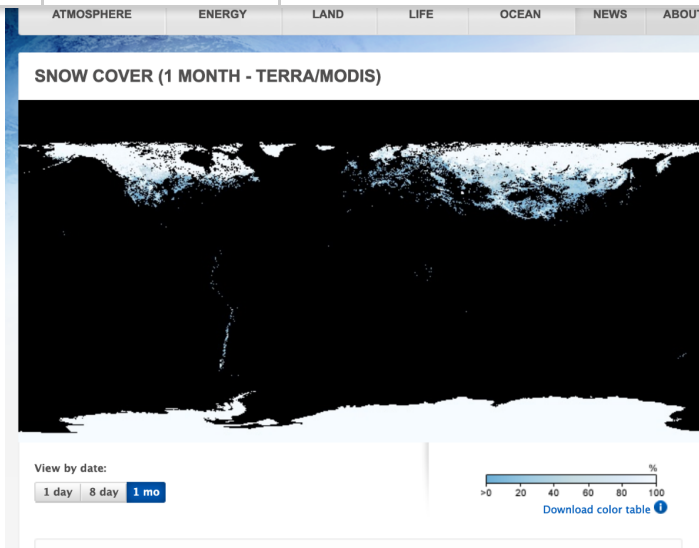 ATMOSPHERE ENERGY LAND LIFE OCEAN NEWS ABOUT
SNOW COVER (1 MONTH - TERRA/MODIS)
View by date:
1 day 8 day 1 mo
%
>0 20 40 60 80 100
Download color table i